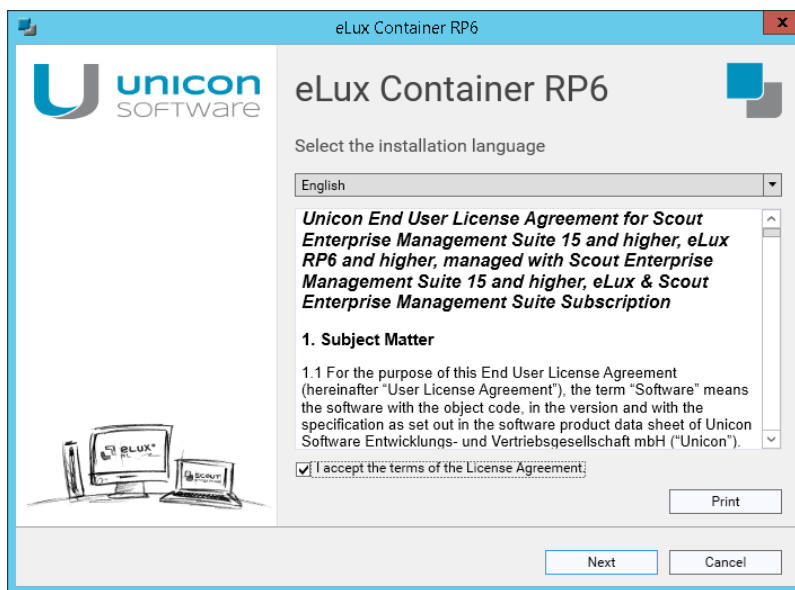 eLux Container RP6
x
unicon
SOFTWARE
eLux Container RP6
Select the installation language
English
Unicon End User License Agreement for Scout
Enterprise Management Suite 15 and higher, eLux
RP6 and higher, managed with Scout Enterprise
Management Suite 15 and higher, eLux & Scout
Enterprise Management Suite Subscription
1. Subject Matter
1.1 For the purpose of this End User License Agreement
(hereinafter “User License Agreement”), the term “Software” means
the software with the object code, in the version and with the
specification as set out in the software product data sheet of Unicon
Software Entwicklungs- und Vertriebsgesellschaft mbH (“Unicon”).
I accept the terms of the License Agreement.
eLUX
SCOUT
Print
Next
Cancel